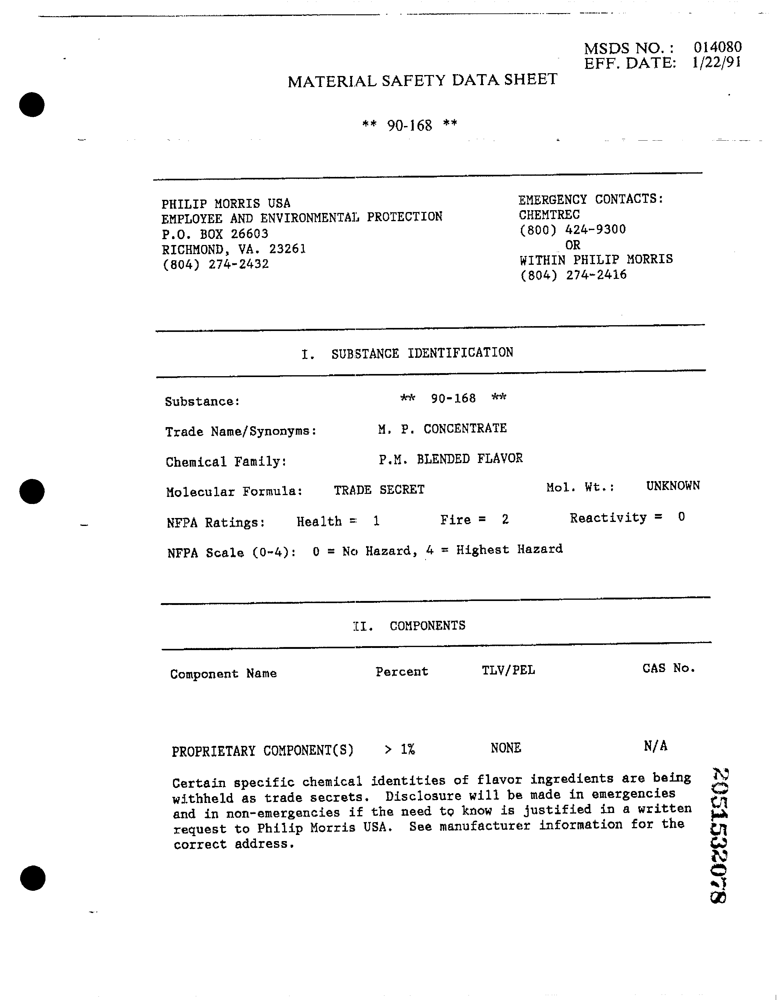 MSDS NO. : 014080
EFF. DATE: 1/22/91
MATERIAL SAFETY DATA SHEET
** 90-168 **
PHILIP MORRIS USA
EMPLOYEE AND ENVIRONMENTAL PROTECTION
P.O. BOX 26603
RICHMOND, VA. 23261
(804) 274-2432
EMERGENCY CONTACTS:
CHEMTREC
(800) 424-9300
OR
WITHIN PHILIP MORRIS
(804) 274-2416
I. SUBSTANCE IDENTIFICATION
Substance: ** 90-168 **
Trade Name/Synonyms: M. P. CONCENTRATE
Chemical Family: P.M. BLENDED FLAVOR
Molecular Formula: TRADE SECRET Mol. Wt.: UNKNOWN
NFPA Ratings: Health = 1 Fire = 2 Reactivity = 0
NFPA Scale (0-4): 0 = No Hazard, 4 = Highest Hazard
II. COMPONENTS
Component Name Percent TLV/PEL CAS No.
PROPRIETARY COMPONENT(S) > 1% NONE N/A
Certain specific chemical identities of flavor ingredients are being
withheld as trade secrets. Disclosure will be made in emergencies
and in non-emergencies if the need to know is justified in a written
request to Philip Morris USA. See manufacturer information for the
correct address.
2051532078